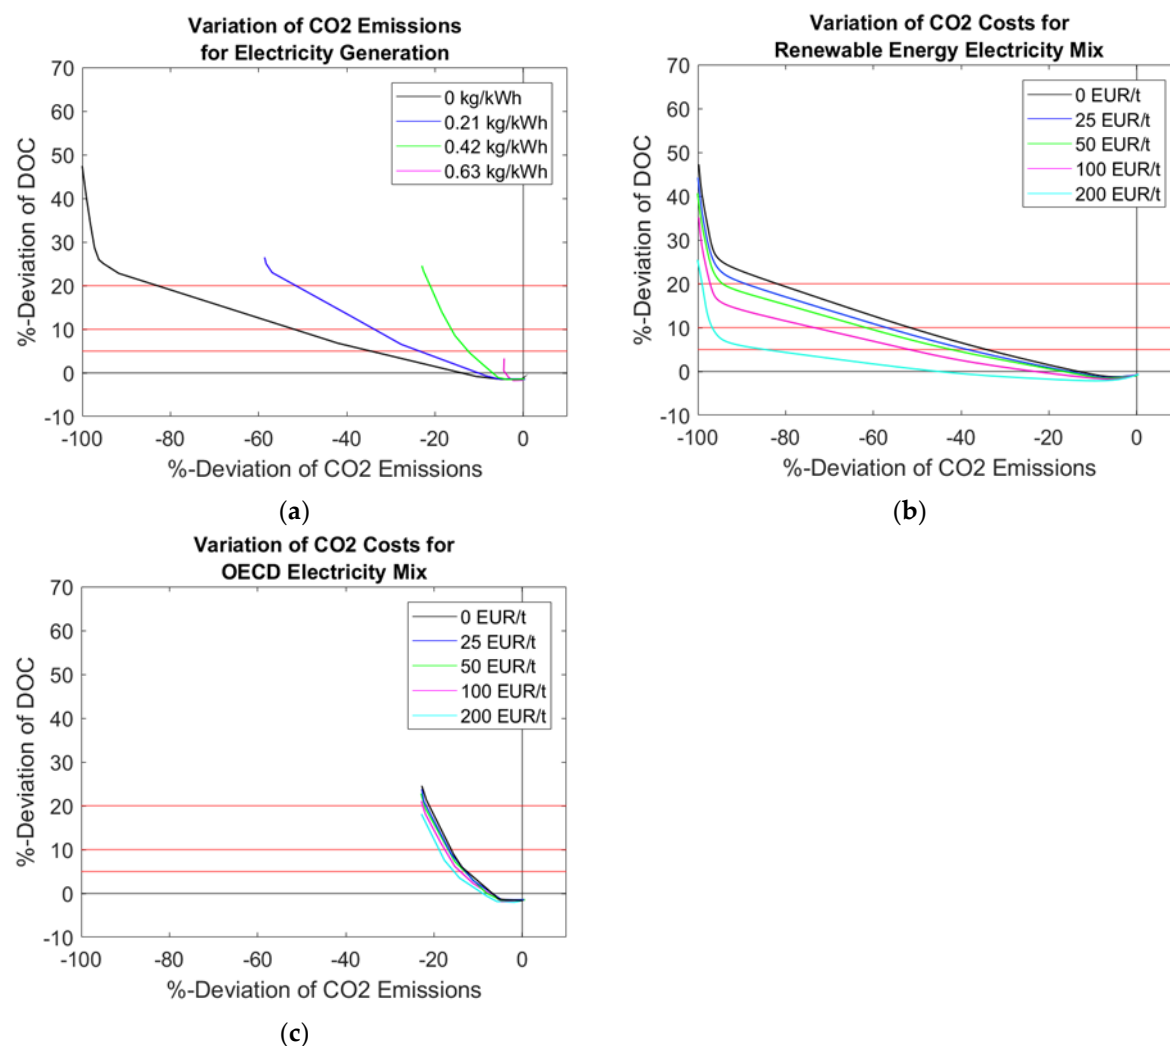 Variation of CO2 Emissions
for Electricity Generation
70
60
50
40
30
20
10
0
-10
%-Deviation of DOC
0 kg/kWh
0.21 kg/kWh
0.42 kg/kWh
0.63 kg/kWh
-100
-80
-60
-40
-20
0
%-Deviation of CO2 Emissions
(a)
Variation of CO2 Costs for
Renewable Energy Electricity Mix
70
60
50
40
30
20
10
0
-10
%-Deviation of DOC
0 EUR/t
25 EUR/t
50 EUR/t
100 EUR/t
200 EUR/t
-100
-80
-60
-40
-20
0
%-Deviation of CO2 Emissions
(b)
Variation of CO2 Costs for
OECD Electricity Mix
70
60
50
40
30
20
10
0
-10
%-Deviation of DOC
0 EUR/t
25 EUR/t
50 EUR/t
100 EUR/t
200 EUR/t
-100
-80
-60
-40
-20
0
%-Deviation of CO2 Emissions
(c)